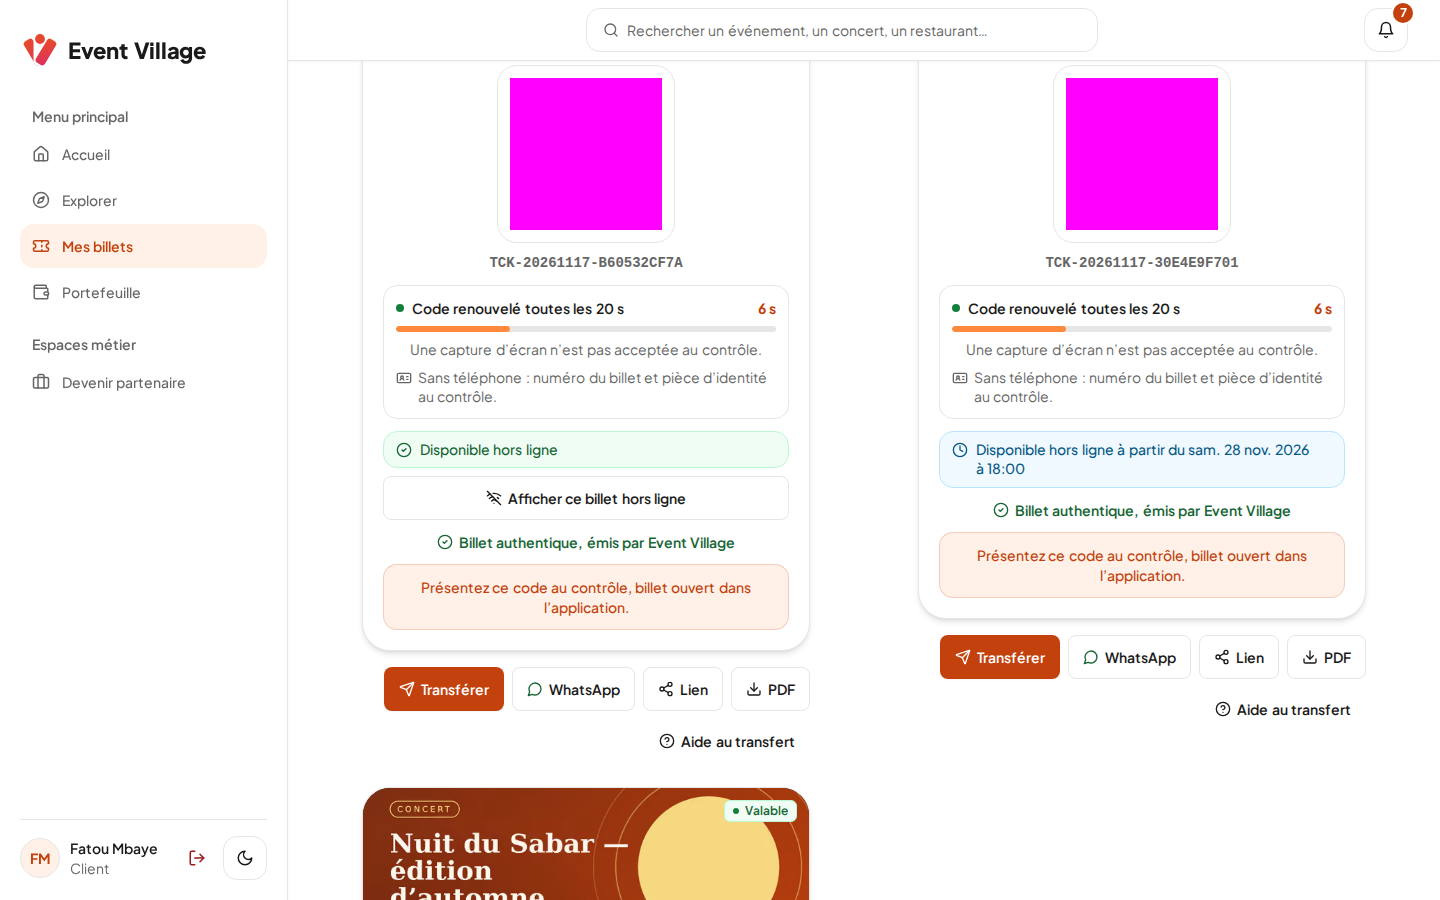 Event Village
Rechercher un événement, un concert, un restaurant…
7
Menu principal
Accueil
Explorer
Mes billets
Portefeuille
Espaces métier
Devenir partenaire
FM
Fatou Mbaye
Client
TCK-20261117-B60532CF7A
Code renouvelé toutes les 20 s
6 s
Une capture d’écran n’est pas acceptée au contrôle.
Sans téléphone : numéro du billet et pièce d’identité
au contrôle.
Disponible hors ligne
Afficher ce billet hors ligne
Billet authentique, émis par Event Village
Présentez ce code au contrôle, billet ouvert dans
l’application.
Transférer
WhatsApp
Lien
PDF
Aide au transfert
TCK-20261117-30E4E9F701
Code renouvelé toutes les 20 s
6 s
Une capture d’écran n’est pas acceptée au contrôle.
Sans téléphone : numéro du billet et pièce d’identité
au contrôle.
Disponible hors ligne à partir du sam. 28 nov. 2026
à 18:00
Billet authentique, émis par Event Village
Présentez ce code au contrôle, billet ouvert dans
l’application.
Transférer
WhatsApp
Lien
PDF
Aide au transfert
CONCERT
Valable
Nuit du Sabar —
édition
d’automne